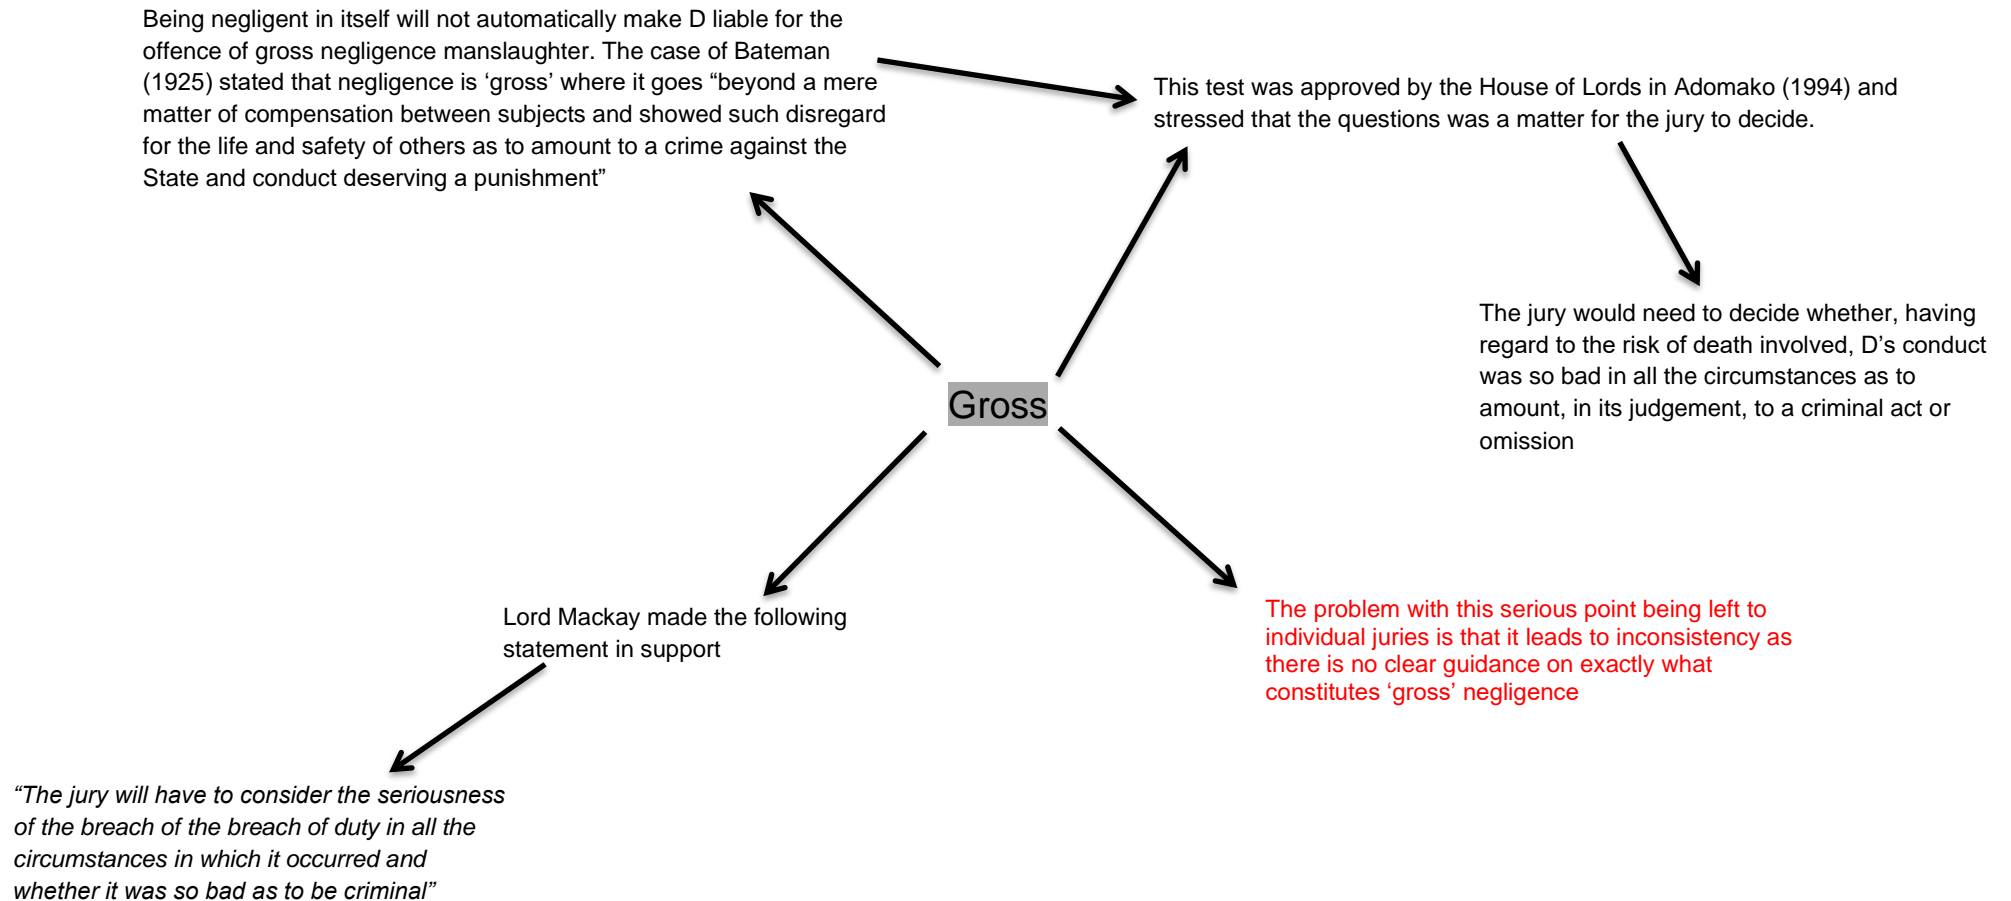 Being negligent in itself will not automatically make D liable for the
offence of gross negligence manslaughter. The case of Bateman
(1925) stated that negligence is ‘gross’ where it goes “beyond a mere
matter of compensation between subjects and showed such disregard
for the life and safety of others as to amount to a crime against the
State and conduct deserving a punishment”
This test was approved by the House of Lords in Adomako (1994) and
stressed that the questions was a matter for the jury to decide.
The jury would need to decide whether, having
regard to the risk of death involved, D’s conduct
was so bad in all the circumstances as to
amount, in its judgement, to a criminal act or
omission
Gross
Lord Mackay made the following
statement in support
The problem with this serious point being left to
individual juries is that it leads to inconsistency as
there is no clear guidance on exactly what
constitutes ‘gross’ negligence
“The jury will have to consider the seriousness
of the breach of the breach of duty in all the
circumstances in which it occurred and
whether it was so bad as to be criminal”